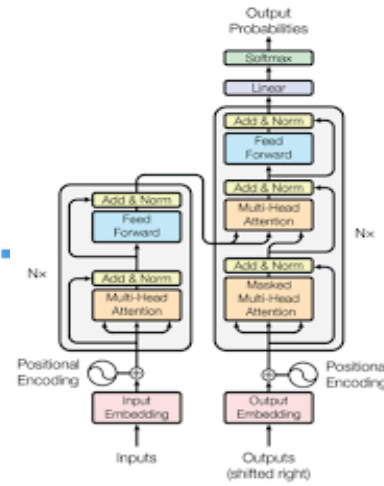 Output
Probabilities
Softmax
Linear
Add & Norm
Feed
Forward
Add & Norm
Multi-Head
Attention
Add & Norm
Masked
Multi-Head
Attention
Nx
Add & Norm
Feed
Forward
Add & Norm
Multi-Head
Attention
Nx
Positional
Encoding
Input
Embedding
Inputs
Positional
Encoding
Output
Embedding
Outputs
(shifted right)